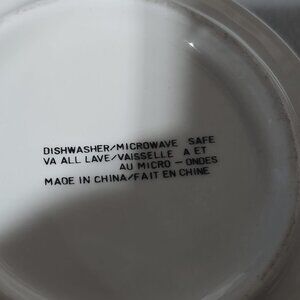 DISHWASHER/MICROWAVE SAFE
VA ALL LAVE/VAISSELLE A ET
AU MICRO-ONDES
MADE IN CHINA/FAIT EN CHINE